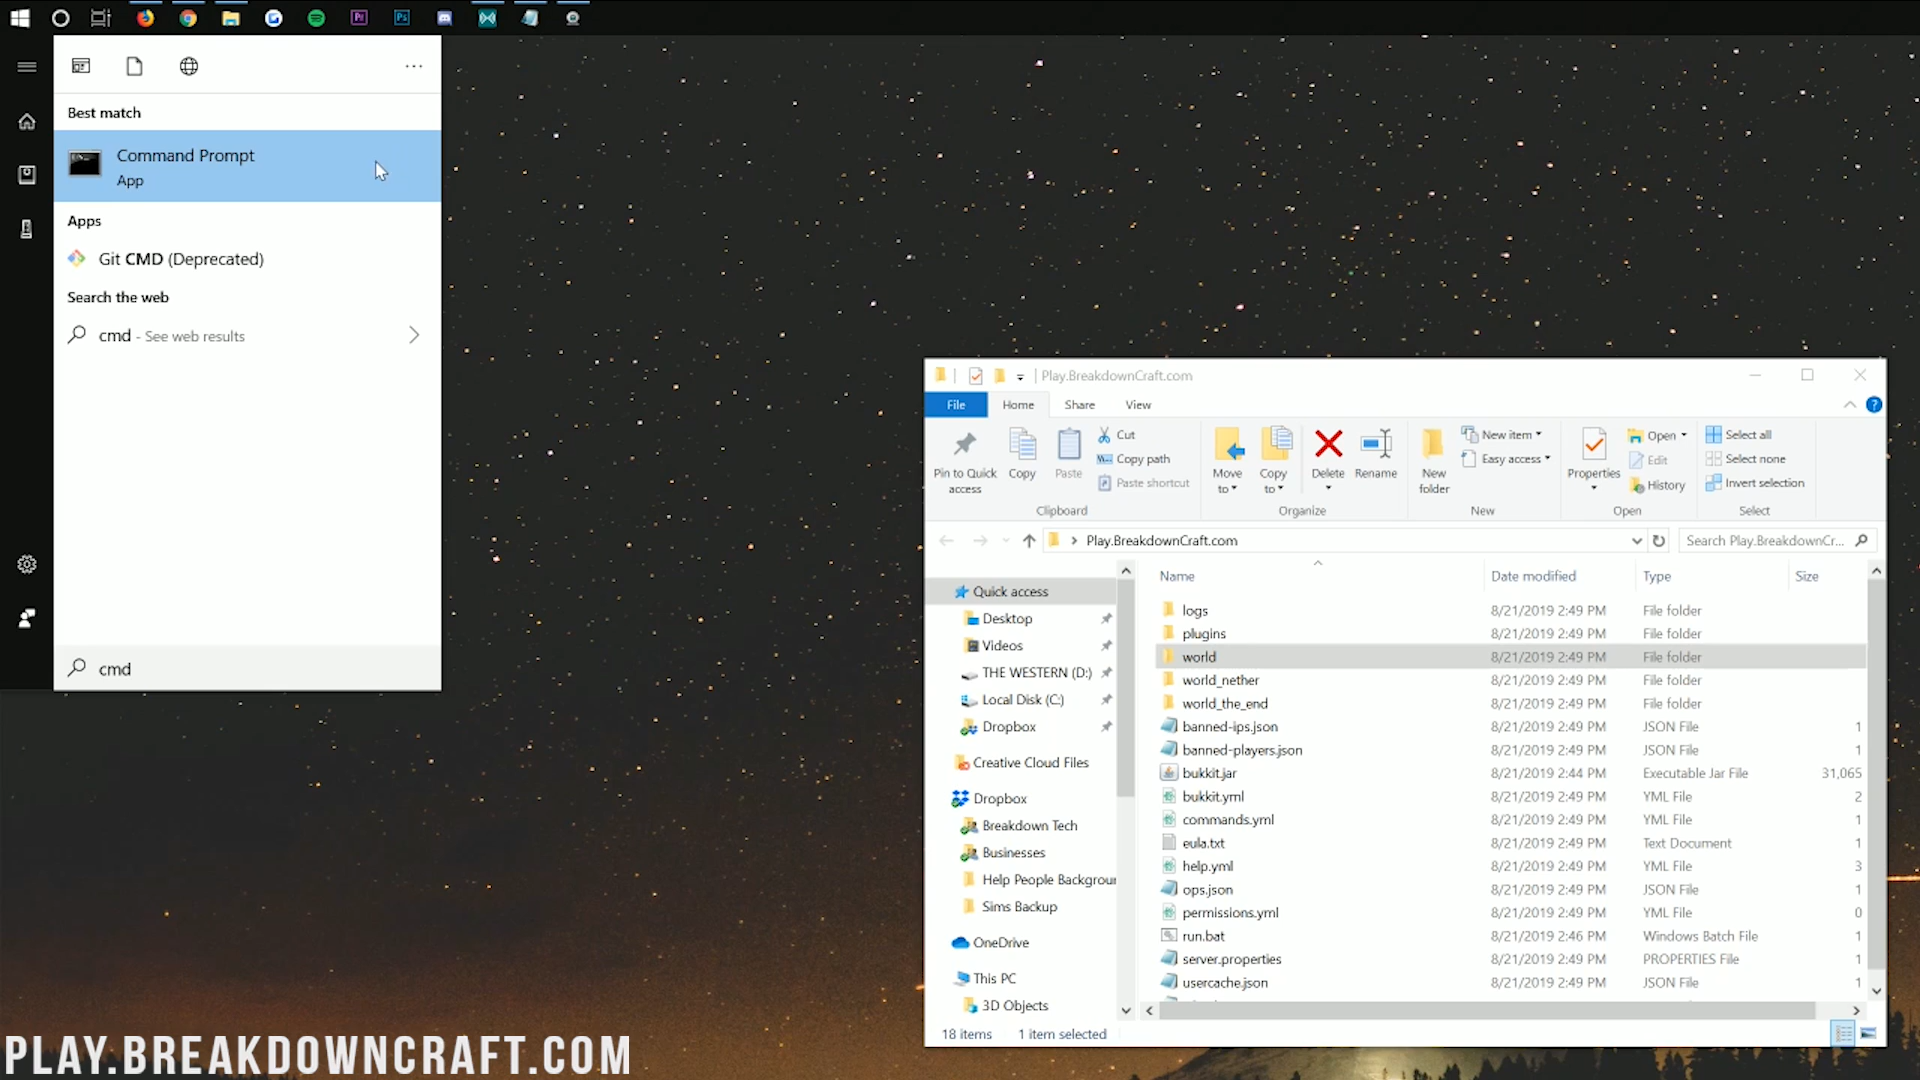 Best match
Command Prompt
App
Apps
Git CMD (Deprecated)
Search the web
cmd - See web results
cmd
Play.BreakdownCraft.com
File Home Share View
Pin to Quick access
Copy
Paste
Cut
Copy path
Paste shortcut
Clipboard
Move to
Copy to
Delete
Rename
Organize
New folder
New item
Easy access
New
Properties
Open
Edit
History
Open
Select all
Select none
Invert selection
Select
Play.BreakdownCraft.com
Search Play.BreakdownCr...
Quick access
Desktop
Videos
THE WESTERN (D:)
Local Disk (C:)
Dropbox
Creative Cloud Files
Dropbox
Breakdown Tech
Businesses
Help People Backgrour
Sims Backup
OneDrive
This PC
3D Objects
Name Date modified Type Size
logs 8/21/2019 2:49 PM File folder
plugins 8/21/2019 2:49 PM File folder
world 8/21/2019 2:49 PM File folder
world_nether 8/21/2019 2:49 PM File folder
world_the_end 8/21/2019 2:49 PM File folder
banned-ips.json 8/21/2019 2:49 PM JSON File 1
banned-players.json 8/21/2019 2:49 PM JSON File 1
bukkit.jar 8/21/2019 2:44 PM Executable Jar File 31,065
bukkit.yml 8/21/2019 2:49 PM YML File 2
commands.yml 8/21/2019 2:49 PM YML File 1
eula.txt 8/21/2019 2:49 PM Text Document 1
help.yml 8/21/2019 2:49 PM YML File 3
ops.json 8/21/2019 2:49 PM JSON File 1
permissions.yml 8/21/2019 2:49 PM YML File 0
run.bat 8/21/2019 2:46 PM Windows Batch File 1
server.properties 8/21/2019 2:49 PM PROPERTIES File 1
usercache.json 8/21/2019 2:49 PM JSON File 1
18 items 1 item selected
PLAY.BREAKDOWNCRAFT.COM